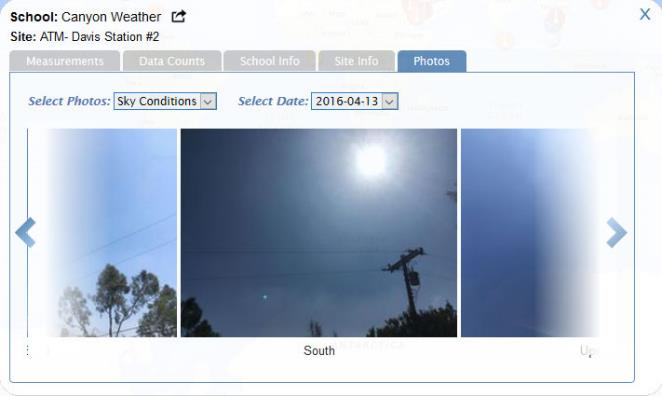 School: Canyon Weather
X
Site: ATM- Davis Station #2
Measurements Data Counts School Info Site Info Photos
Select Photos: Sky Conditions Select Date: 2016-04-13
South